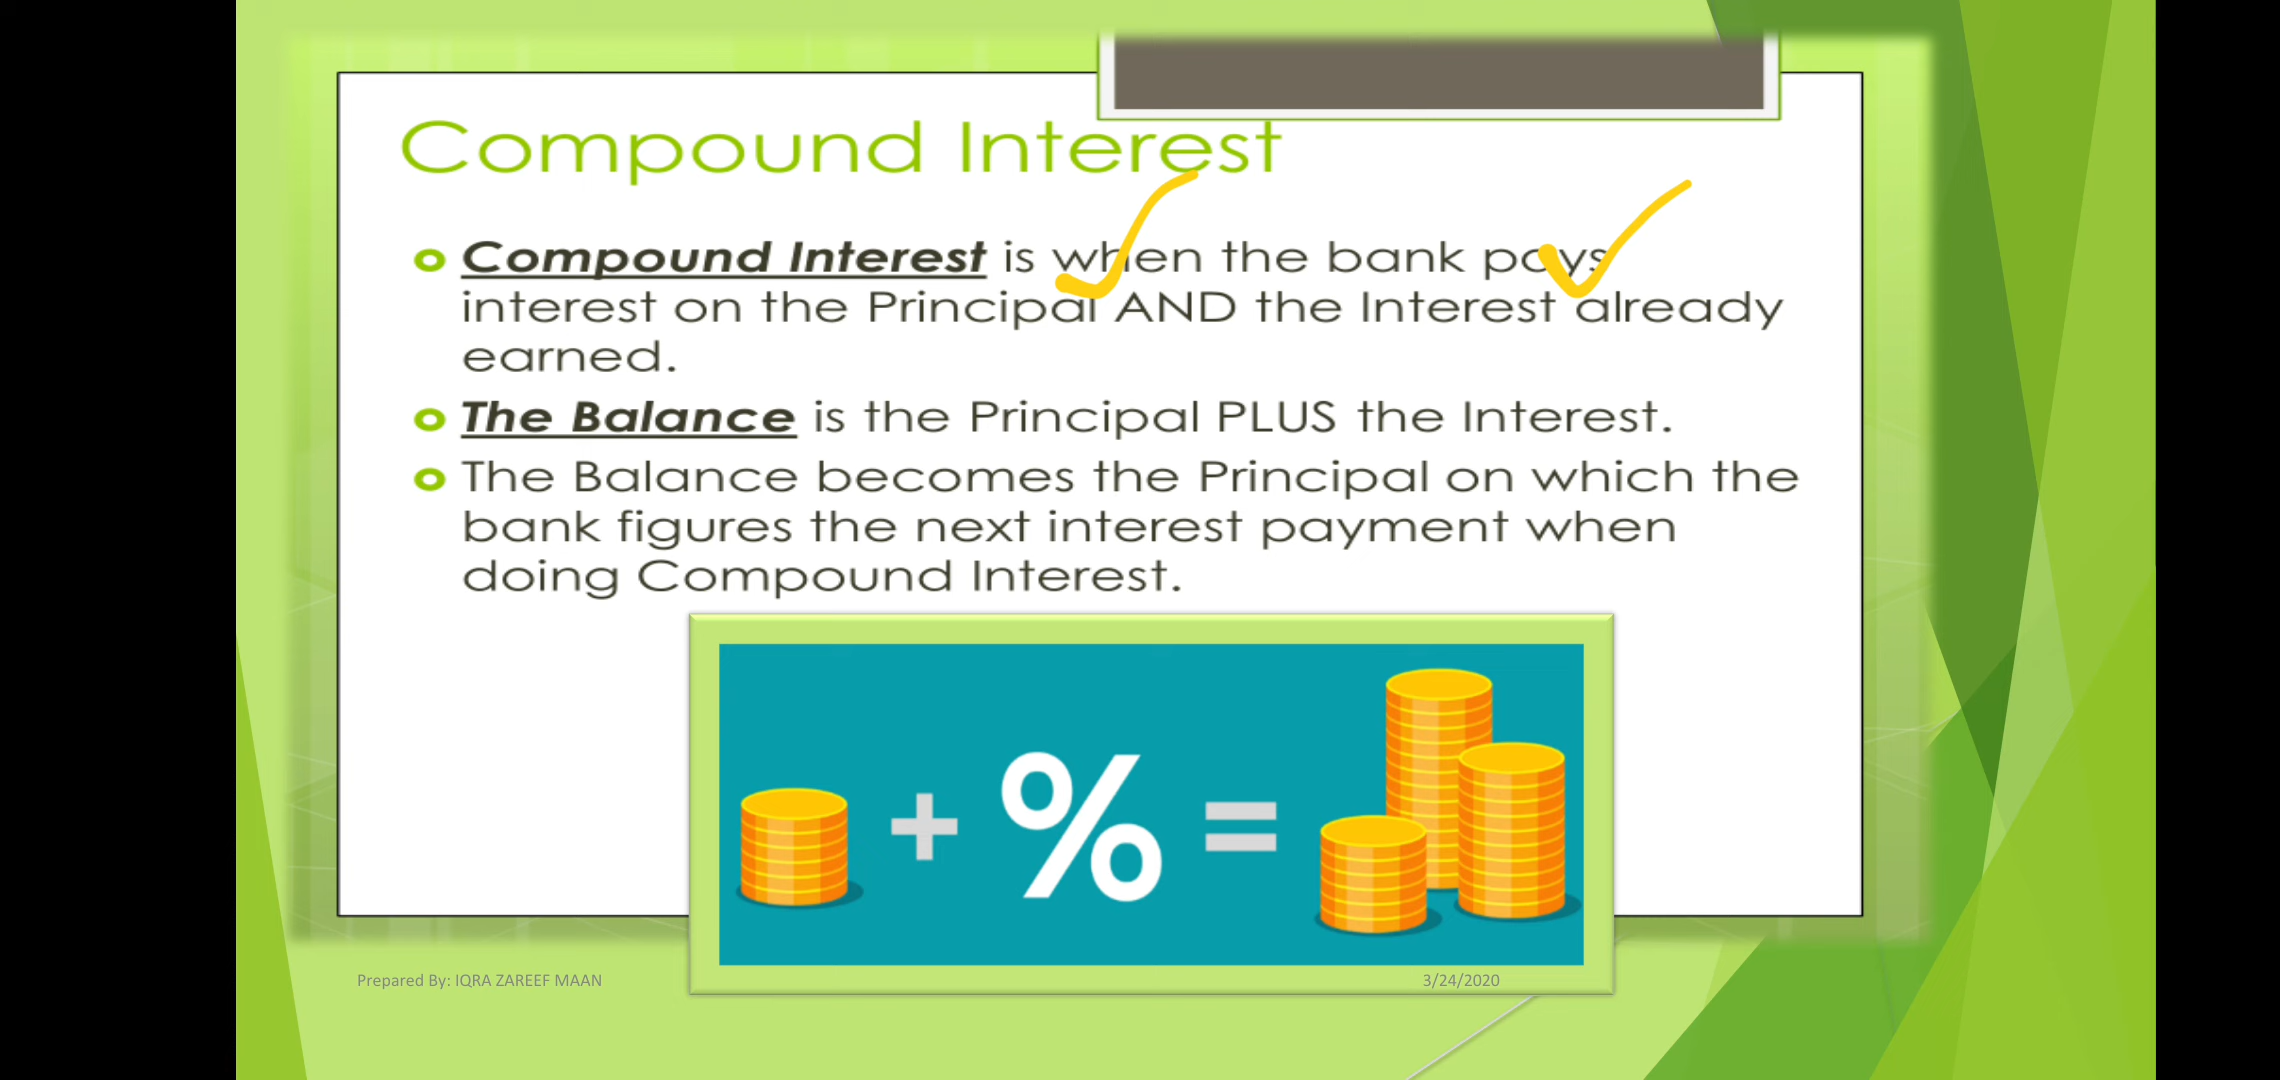 Compound Interest
Compound Interest is when the bank pays
interest on the Principal AND the Interest already
earned.
The Balance is the Principal PLUS the Interest.
The Balance becomes the Principal on which the
bank figures the next interest payment when
doing Compound Interest.
+ % =
Prepared By: IQRA ZAREEF MAAN
3/24/2020